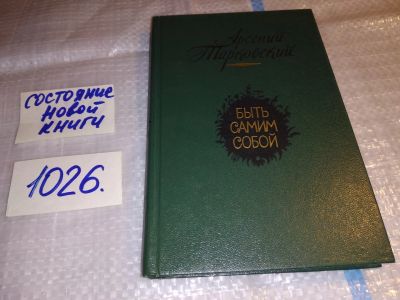 состояние
новой
книги
1026.
Арсений
Тарковский
БЫТЬ
САМИМ
СОБОЙ